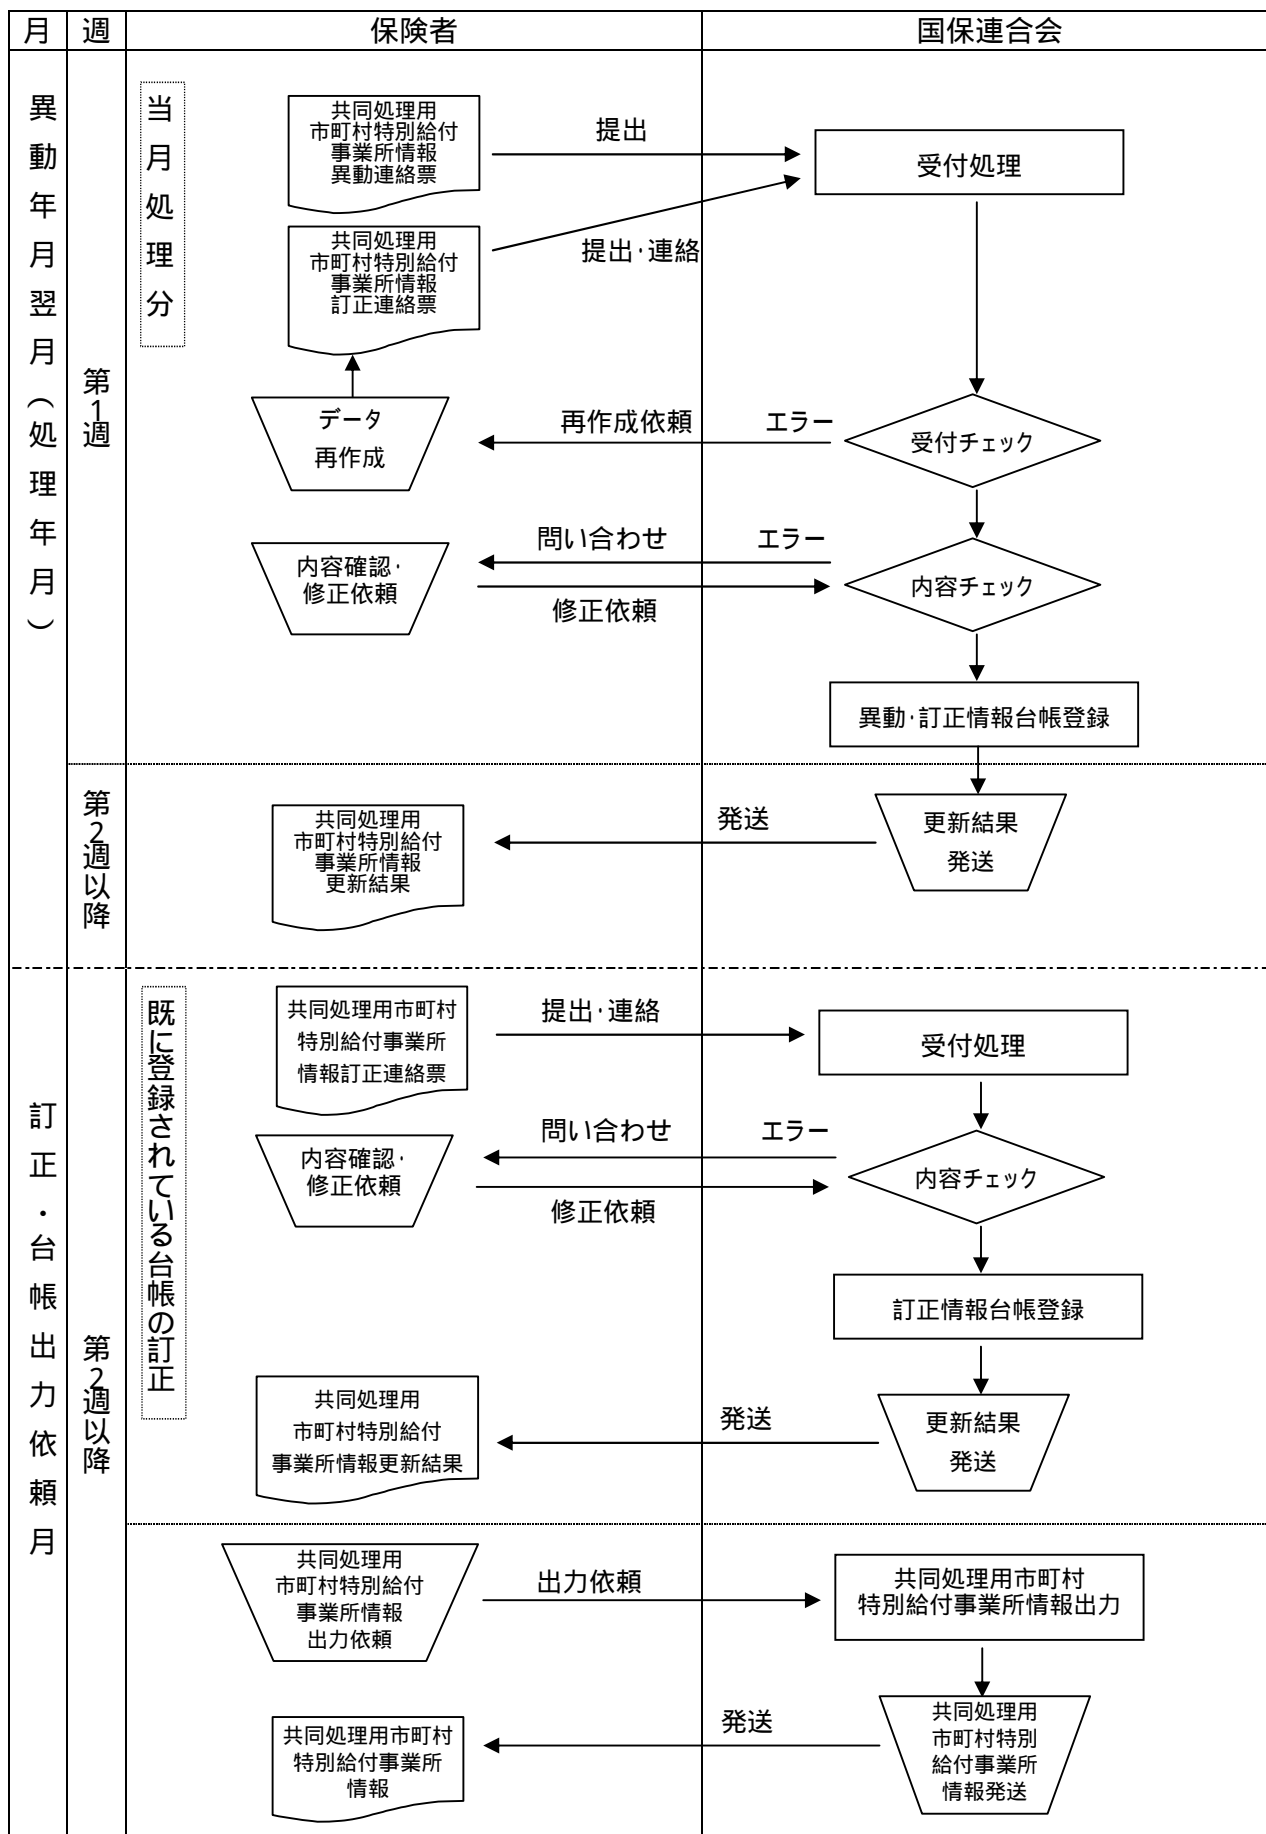 月
週
保険者
国保連合会
異動年月翌月(処理年月)
第1週
当月処理分
共同処理用
市町村特別給付
事業所情報
異動連絡票
提出
受付処理
共同処理用
市町村特別給付
事業所情報
訂正連絡票
提出・連絡
データ
再作成
再作成依頼
エラー
受付チェック
内容確認・
修正依頼
問い合わせ
エラー
修正依頼
内容チェック
異動・訂正情報台帳登録
第2週以降
共同処理用
市町村特別給付
事業所情報
更新結果
発送
更新結果
発送
訂正・台帳出力依頼月
第2週以降
既に登録されている台帳の訂正
共同処理用市町村
特別給付事業所
情報訂正連絡票
提出・連絡
受付処理
内容確認・
修正依頼
問い合わせ
エラー
修正依頼
内容チェック
訂正情報台帳登録
共同処理用
市町村特別給付
事業所情報更新結果
発送
更新結果
発送
共同処理用
市町村特別給付
事業所情報
出力依頼
出力依頼
共同処理用市町村
特別給付事業所情報出力
共同処理用市町村
特別給付事業所
情報
発送
共同処理用
市町村特別
給付事業所
情報発送